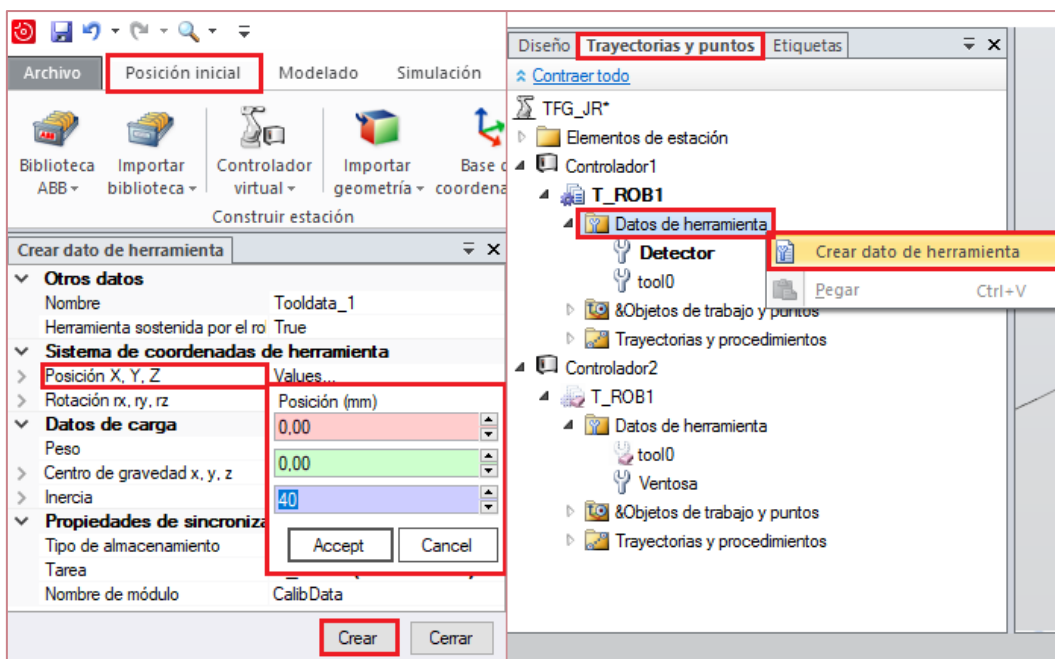 Archivo Posición inicial Modelado Simulación
Biblioteca ABB
Importar biblioteca
Controlador virtual
Importar geometría
Base coordena
Construir estación
Crear dato de herramienta
Otros datos
Nombre Tooldata_1
Herramienta sostenida por el ro True
Sistema de coordenadas de herramienta
Posición X, Y, Z Values...
Rotación rx, ry, rz
Datos de carga
Peso
Centro de gravedad x, y, z
Inercia
Propiedades de sincroniza
Tipo de almacenamiento
Tarea
Nombre de módulo CalibData
Posición (mm)
0,00
0,00
40
Accept Cancel
Crear Cerrar
Diseño Trayectorias y puntos Etiquetas
Contraer todo
TFG_JR*
Elementos de estación
Controlador1
T_ROB1
Datos de herramienta
Detector
tool0
&Objetos de trabajo y puntos
Trayectorias y procedimientos
Controlador2
T_ROB1
Datos de herramienta
tool0
Ventosa
&Objetos de trabajo y puntos
Trayectorias y procedimientos
Crear dato de herramienta
Pegar Ctrl+V